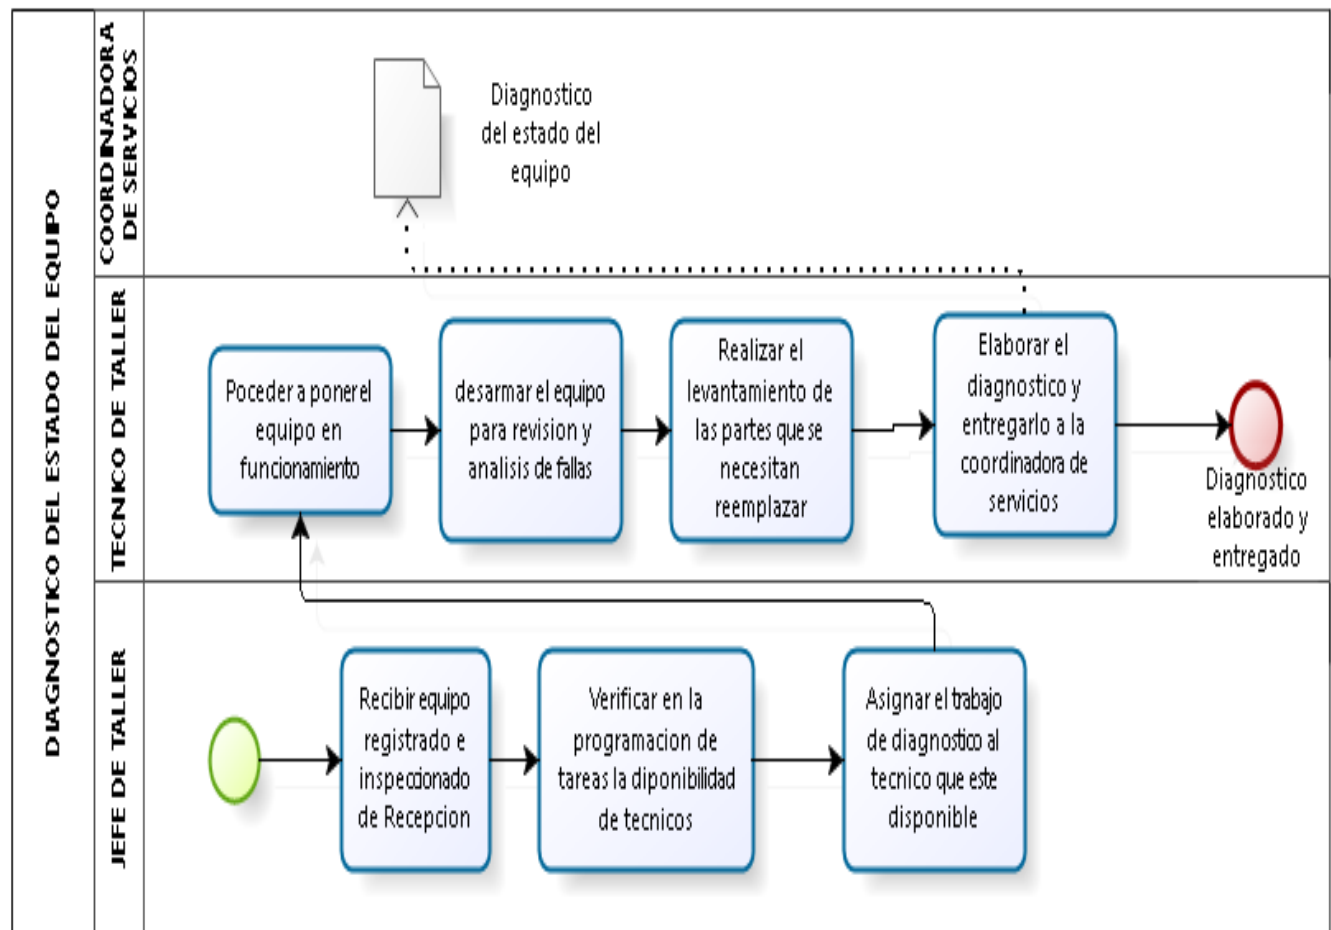 DIAGNOSTICO DEL ESTADO DEL EQUIPO
COORDINADORA
DE SERVICIOS
Diagnostico
del estado del
equipo
TECNICO DE TALLER
Poceder a poner el
equipo en
funcionamiento
desarmar el equipo
para revision y
analisis de fallas
Realizar el
levantamiento de
las partes que se
necesitan
reemplazar
Elaborar el
diagnostico y
entregarlo a la
coordinadora de
servicios
Diagnostico
elaborado y
entregado
JEFE DE TALLER
Recibir equipo
registrado e
inspeccionado
de Recepcion
Verificar en la
programacion de
tareas la diponibilidad
de tecnicos
Asignar el trabajo
de diagnostico al
tecnico que este
disponible